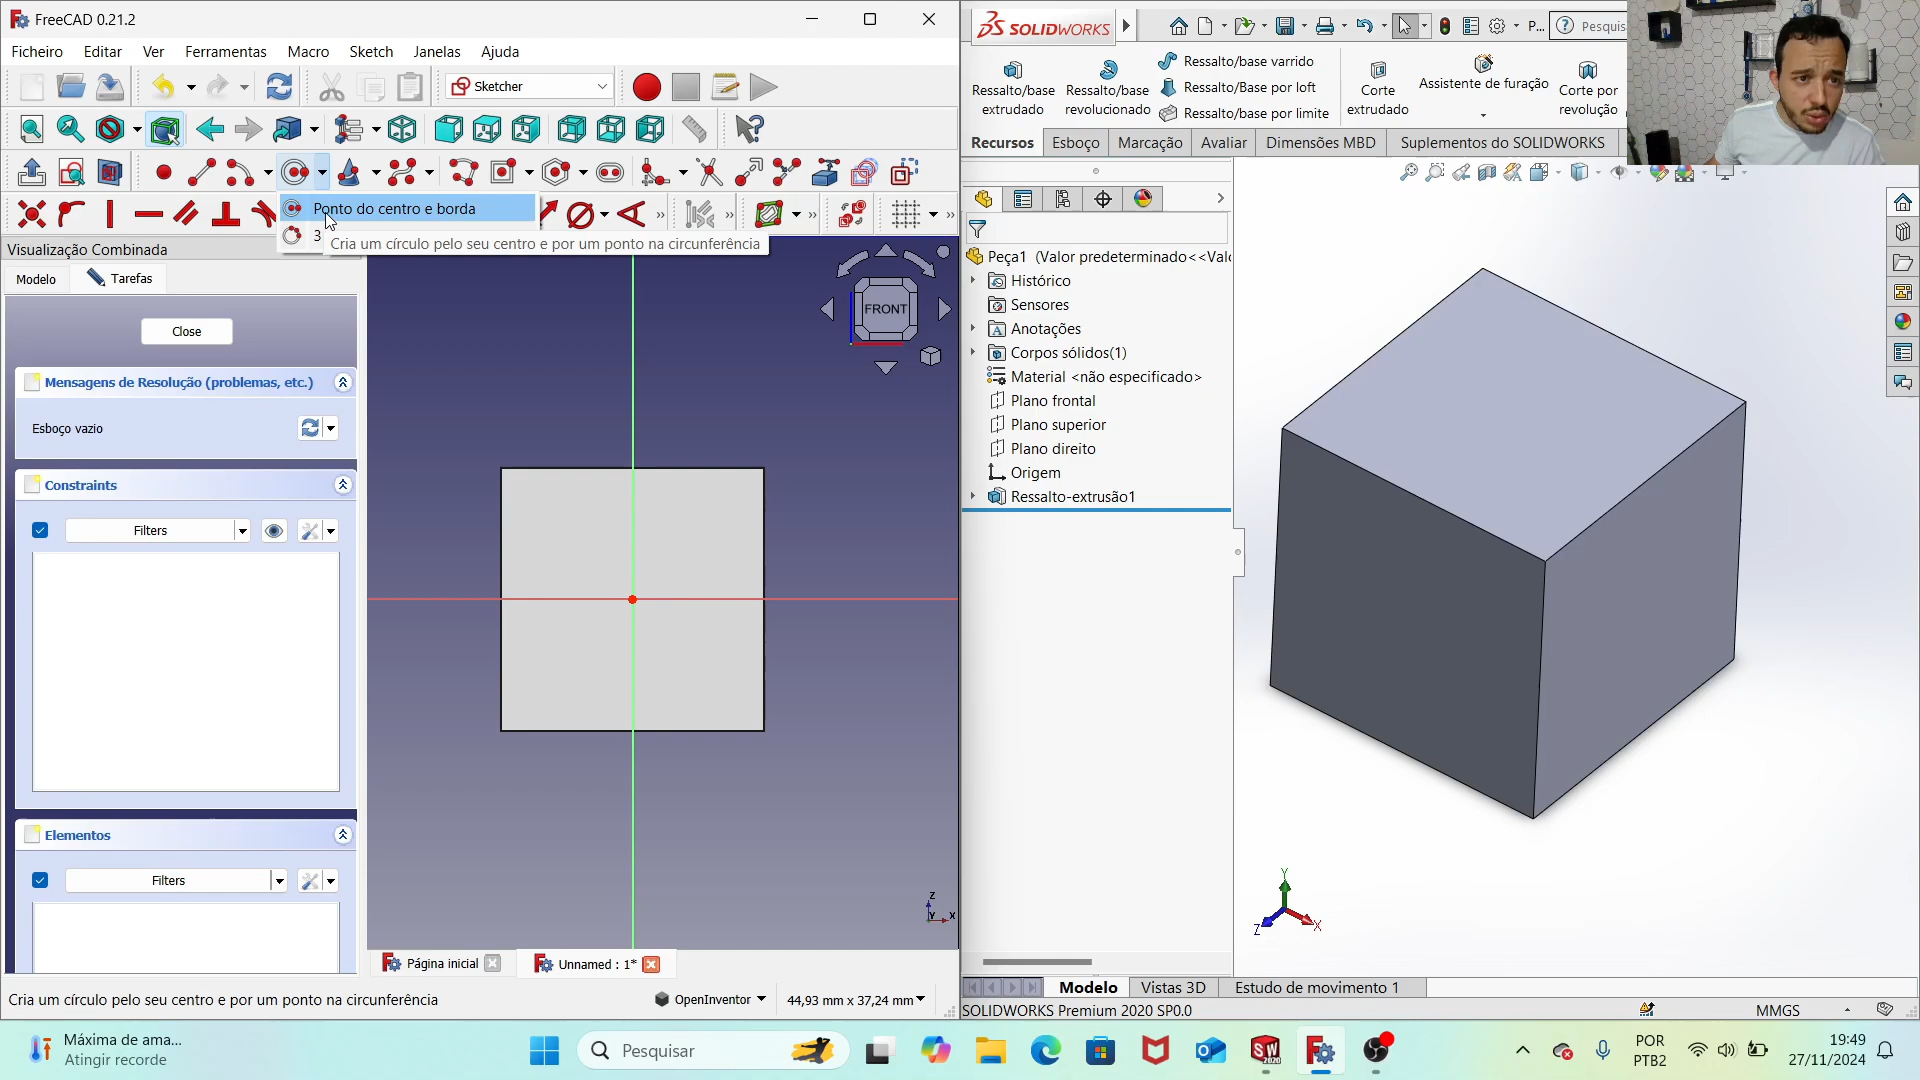 FreeCAD 0.21.2
Ficheiro Editar Ver Ferramentas Macro Sketch Janelas Ajuda
Sketcher
Ponto do centro e borda
3
Cria um círculo pelo seu centro e por um ponto na circunferência
Visualização Combinada
Modelo Tarefas
Close
Mensagens de Resolução (problemas, etc.)
Esboço vazio
Constraints
Filters
Elementos
Filters
FRONT
Z
Y
X
Página inicial
Unnamed : 1*
Cria um círculo pelo seu centro e por um ponto na circunferência
OpenInventor
44,93 mm x 37,24 mm
SOLIDWORKS
P...
Pesquis
Ressalto/base extrudado
Ressalto/base revolucionado
Ressalto/base varrido
Ressalto/Base por loft
Ressalto/base por limite
Corte extrudado
Assistente de furação
Corte por revolução
Recursos Esboço Marcação Avaliar Dimensões MBD Suplementos do SOLIDWORKS
Peça1 (Valor predeterminado<<Val
Histórico
Sensores
Anotações
Corpos sólidos(1)
Material <não especificado>
Plano frontal
Plano superior
Plano direito
Origem
Ressalto-extrusão1
Y
Z
X
Modelo Vistas 3D Estudo de movimento 1
SOLIDWORKS Premium 2020 SP0.0
MMGS
Máxima de ama...
Atingir recorde
Pesquisar
SW
2020
POR
PTB2
19:49
27/11/2024